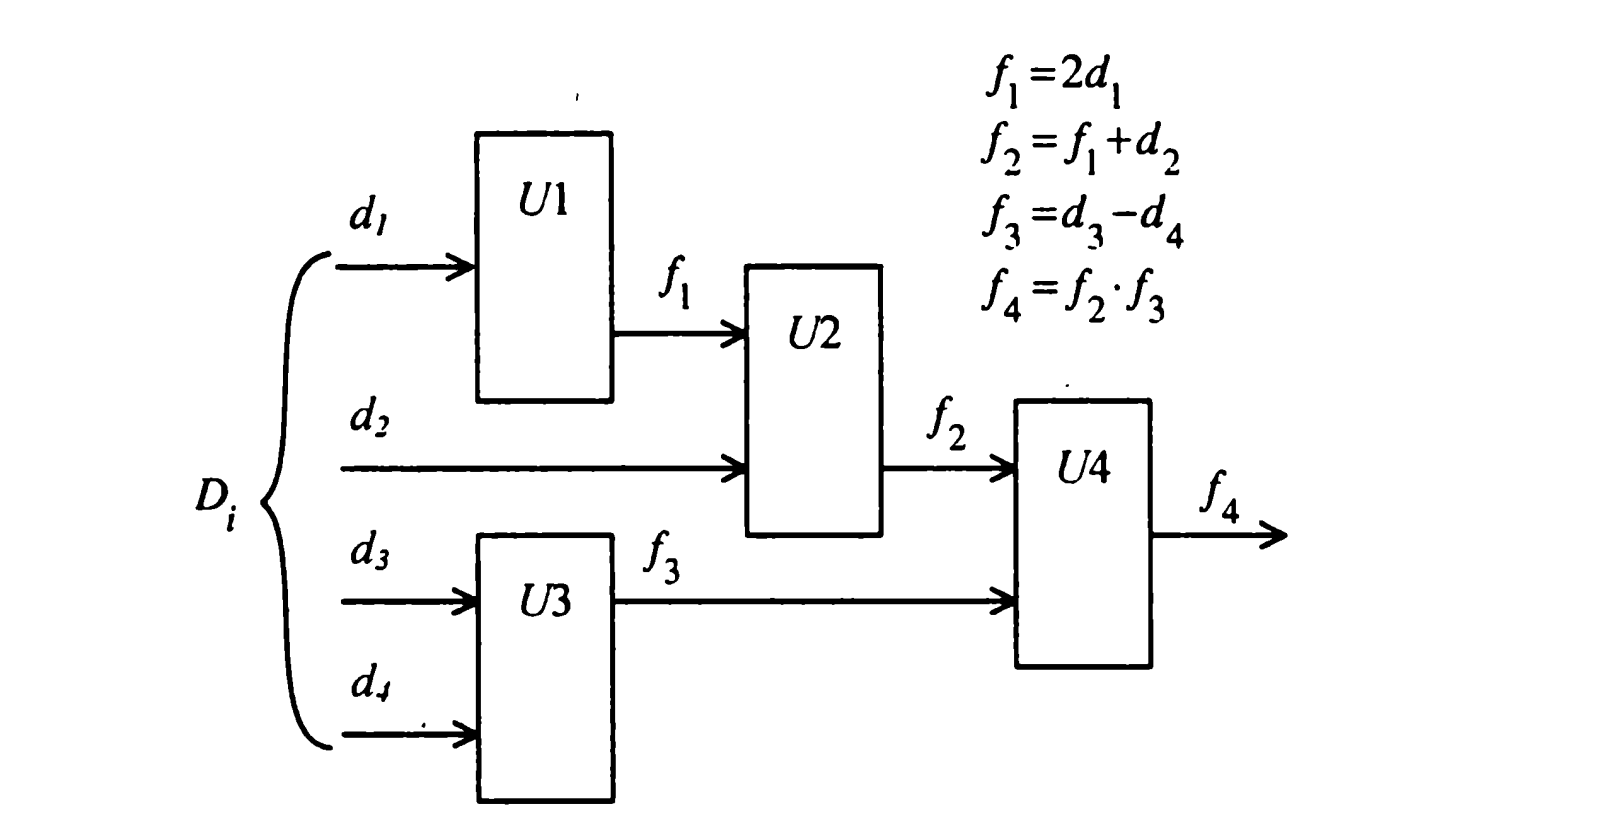 f₁=2d₁
f₂=f₁+d₂
f₃=d₃−d₄
f₄=f₂·f₃
U1
d₁
f₁
U2
d₂
f₂
U4
Dᵢ
f₄
d₃
f₃
U3
d₄